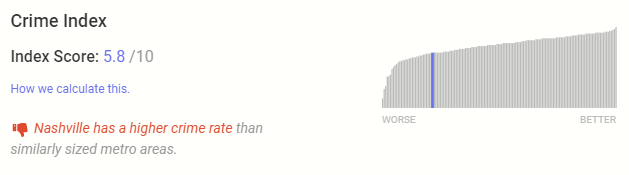 Crime Index
Index Score: 5.8 /10
How we calculate this.
Nashville has a higher crime rate than
similarly sized metro areas.
WORSE
BETTER